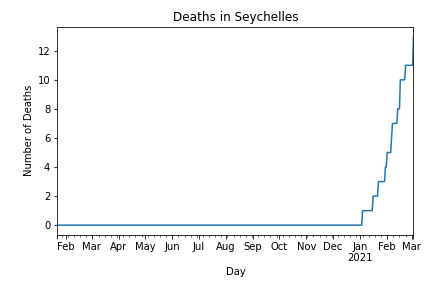 Deaths in Seychelles
12
10
8
6
4
2
0
Number of Deaths
Feb Mar Apr May Jun Jul Aug Sep Oct Nov Dec Jan Feb Mar
2021
Day